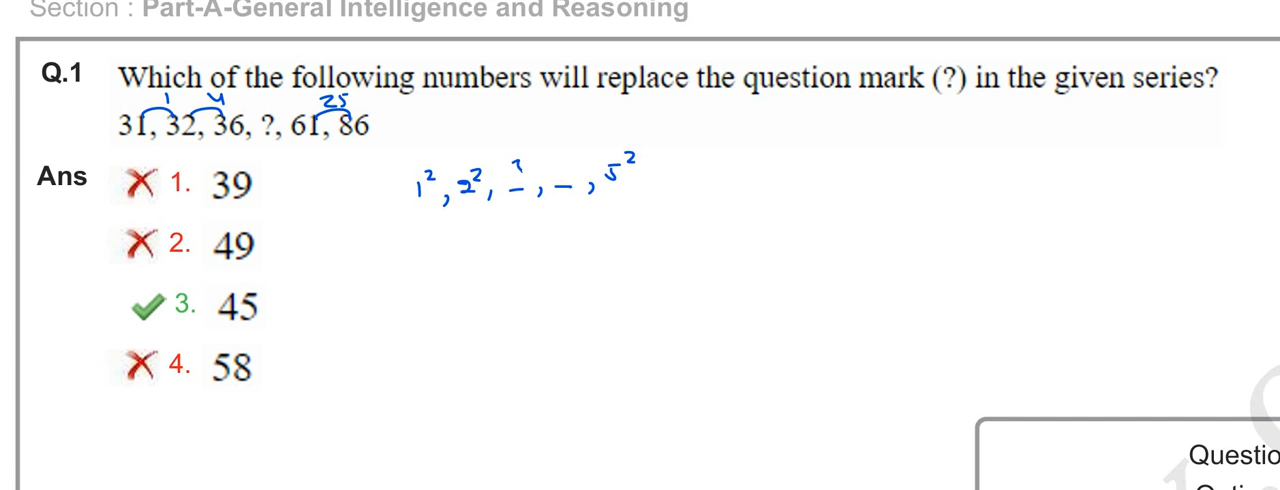 Section : Part-A-General Intelligence and Reasoning
Q.1 Which of the following numbers will replace the question mark (?) in the given series?
1 4 25
31, 32, 36, ?, 61, 86
Ans 1. 39
1², 2², ?, _, 5²
2. 49
3. 45
4. 58
Questio